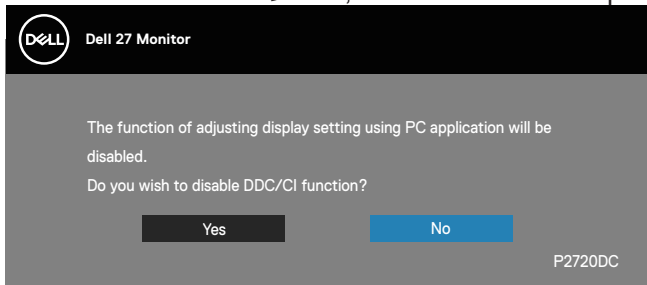 DELL
Dell 27 Monitor
The function of adjusting display setting using PC application will be
disabled.
Do you wish to disable DDC/CI function?
Yes
No
P2720DC